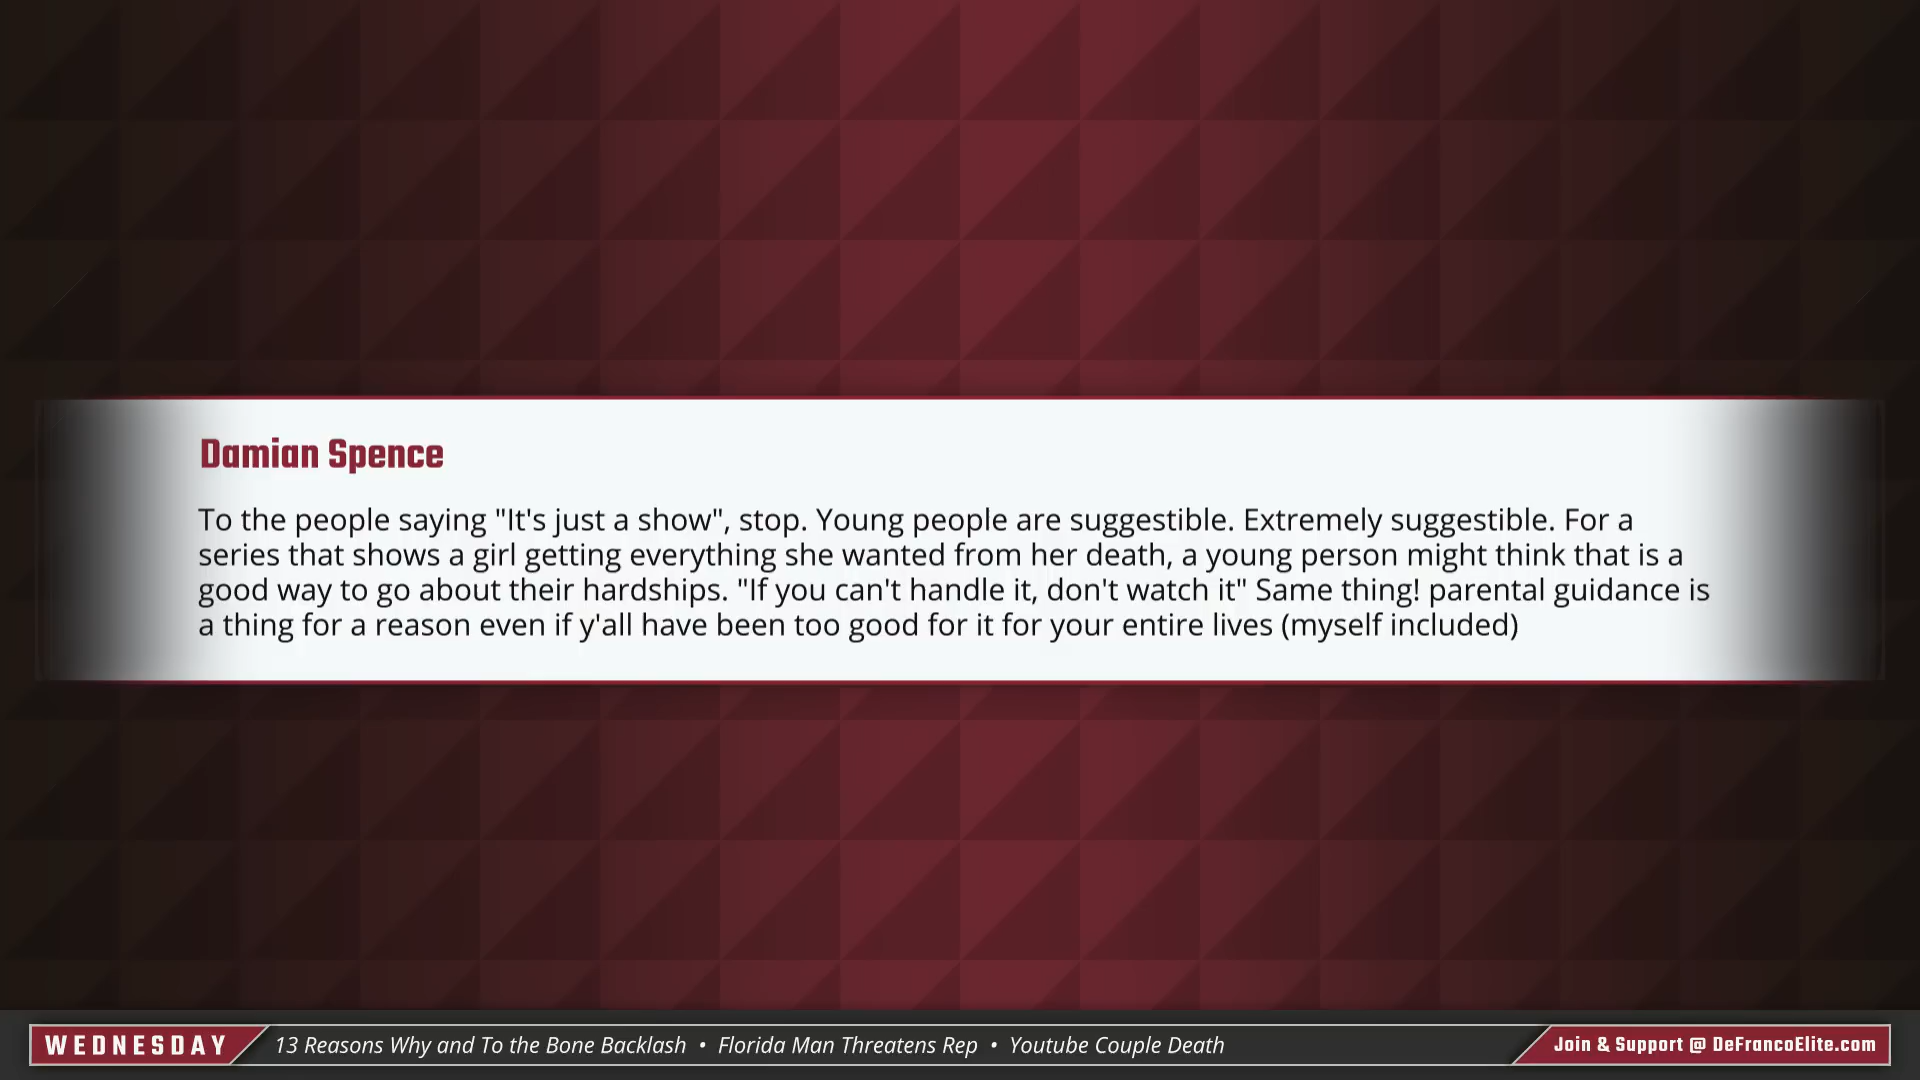 Damian Spence
To the people saying "It's just a show", stop. Young people are suggestible. Extremely suggestible. For a
series that shows a girl getting everything she wanted from her death, a young person might think that is a
good way to go about their hardships. "If you can't handle it, don't watch it" Same thing! parental guidance is
a thing for a reason even if y'all have been too good for it for your entire lives (myself included)
WEDNESDAY
13 Reasons Why and To the Bone Backlash • Florida Man Threatens Rep • Youtube Couple Death
Join & Support @ DeFrancoElite.com